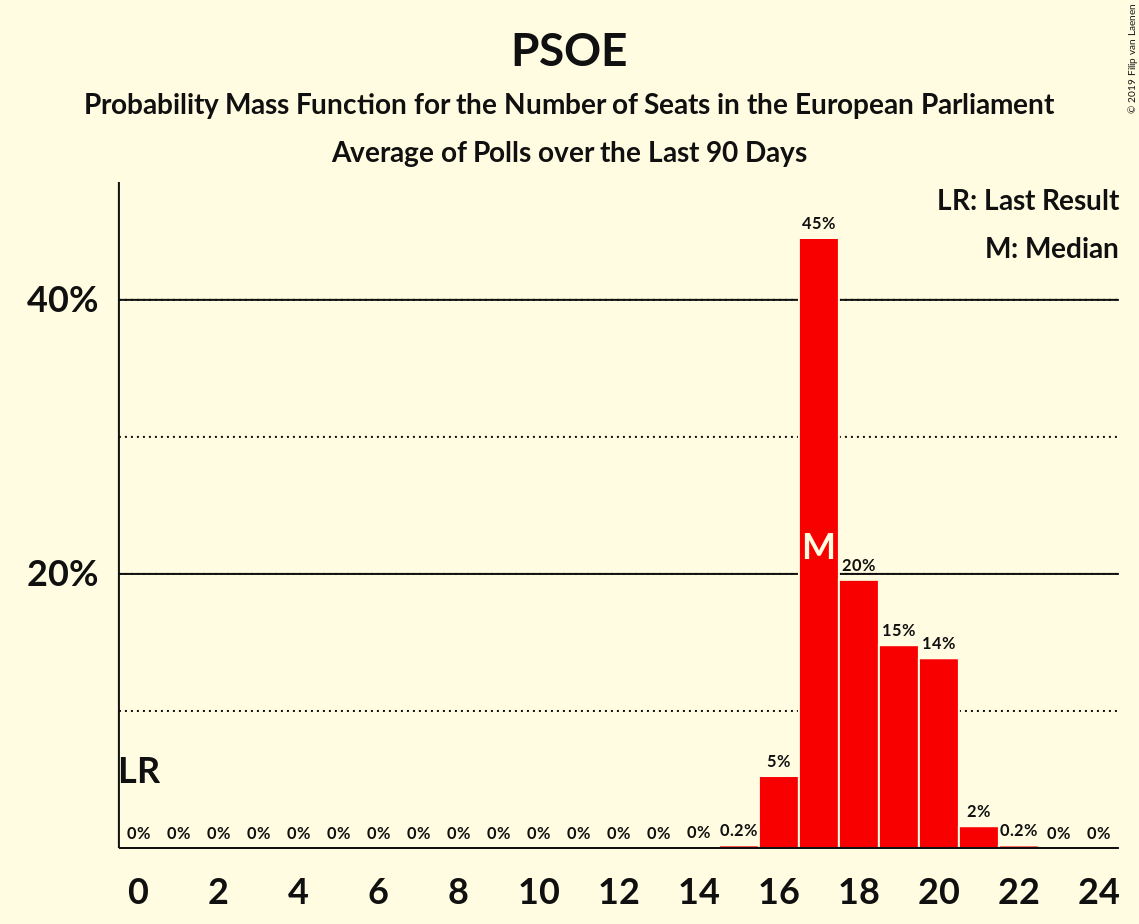 PSOE
Probability Mass Function for the Number of Seats in the European Parliament
Average of Polls over the Last 90 Days
© 2019 Filip van Laenen
LR: Last Result
M: Median
45%
40%
M
20%
20%
15%
14%
LR
5%
2%
0% 0% 0% 0% 0% 0% 0% 0% 0% 0% 0% 0% 0% 0% 0% 0.2% 0.2% 0% 0%
0 2 4 6 8 10 12 14 16 18 20 22 24